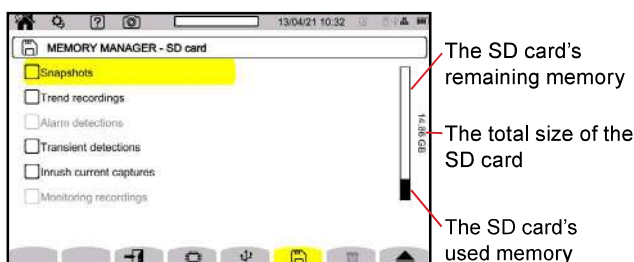 ?
13/04/21 10:32
MEMORY MANAGER - SD card
Snapshots
Trend recordings
Alarm detections
Transient detections
Inrush current captures
Monitoring recordings
14.86 GB
The SD card's
remaining memory
The total size of the
SD card
The SD card's
used memory